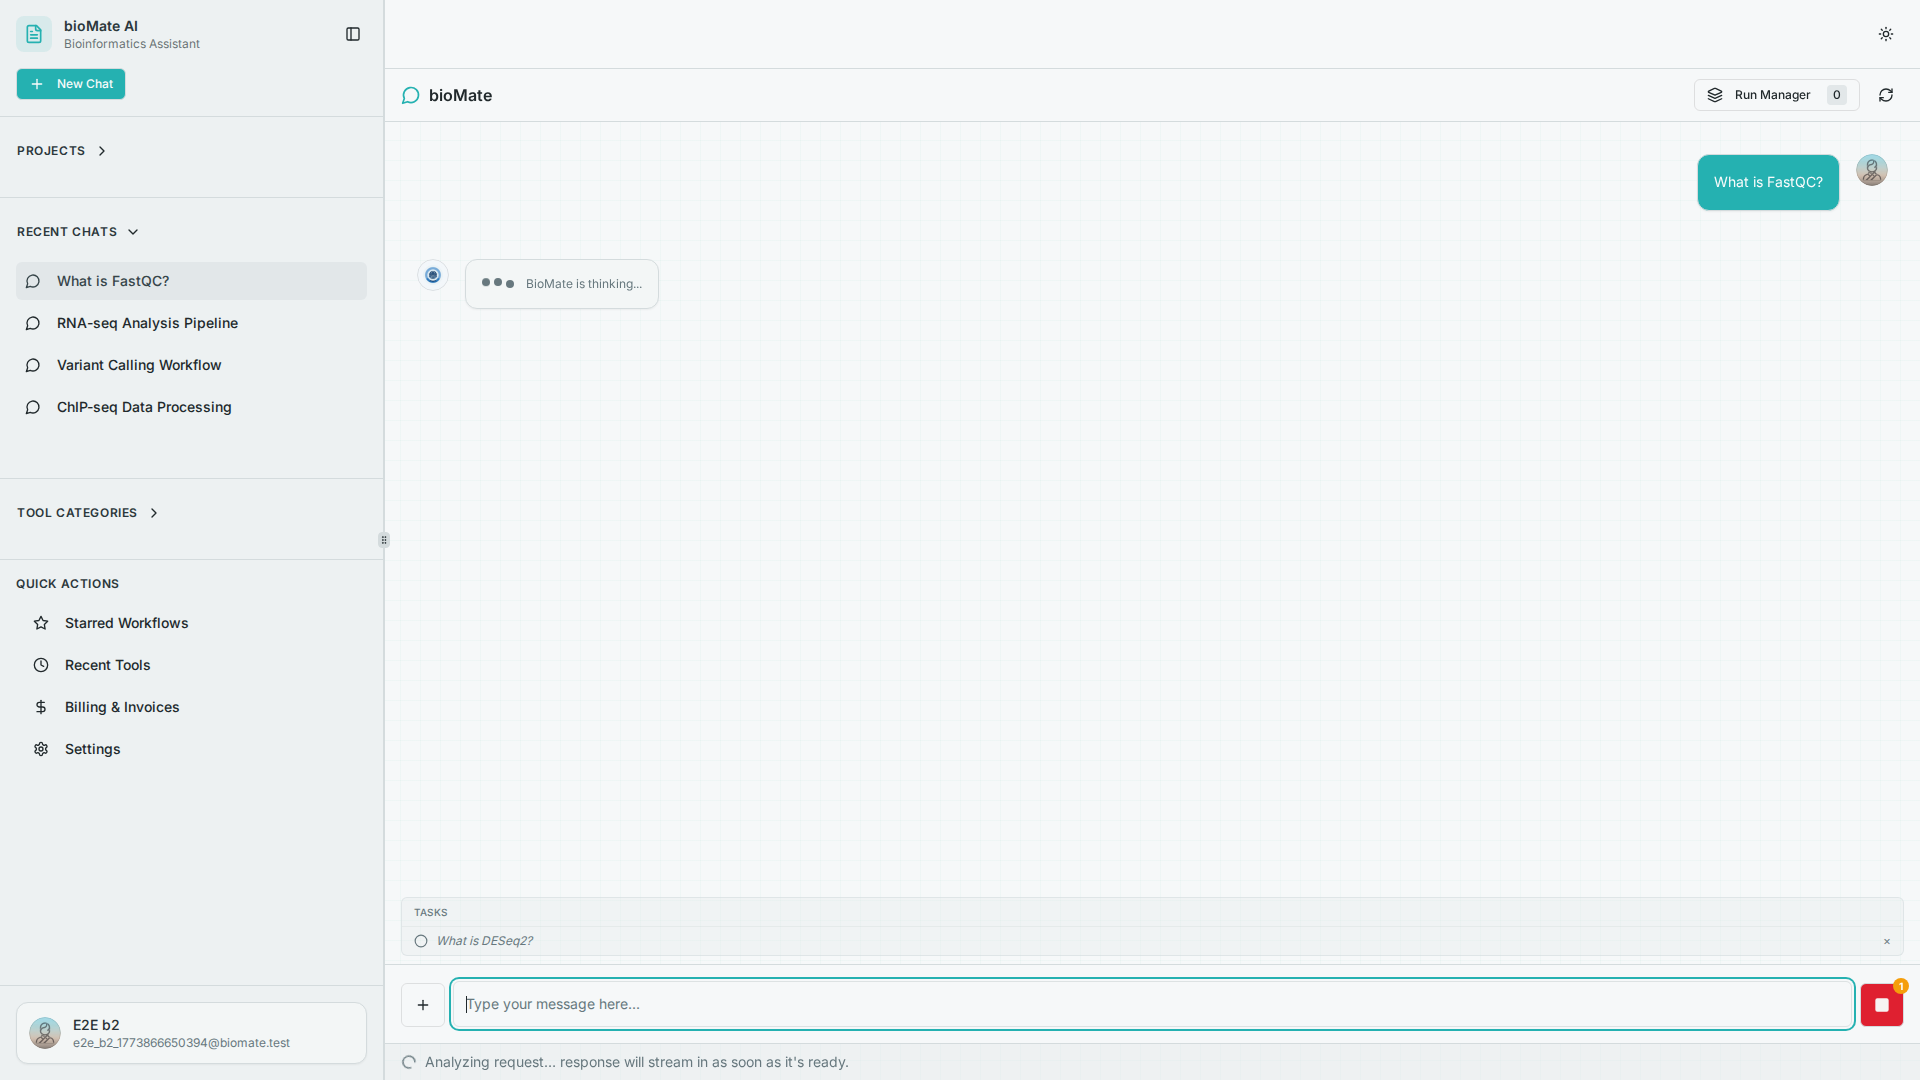 bioMate AI
Bioinformatics Assistant
New Chat
PROJECTS
RECENT CHATS
What is FastQC?
RNA-seq Analysis Pipeline
Variant Calling Workflow
ChIP-seq Data Processing
TOOL CATEGORIES
QUICK ACTIONS
Starred Workflows
Recent Tools
Billing & Invoices
Settings
E2E b2
e2e_b2_1773866650394@biomate.test
bioMate
Run Manager 0
What is FastQC?
BioMate is thinking...
TASKS
What is DESeq2?
Type your message here...
1
Analyzing request... response will stream in as soon as it's ready.